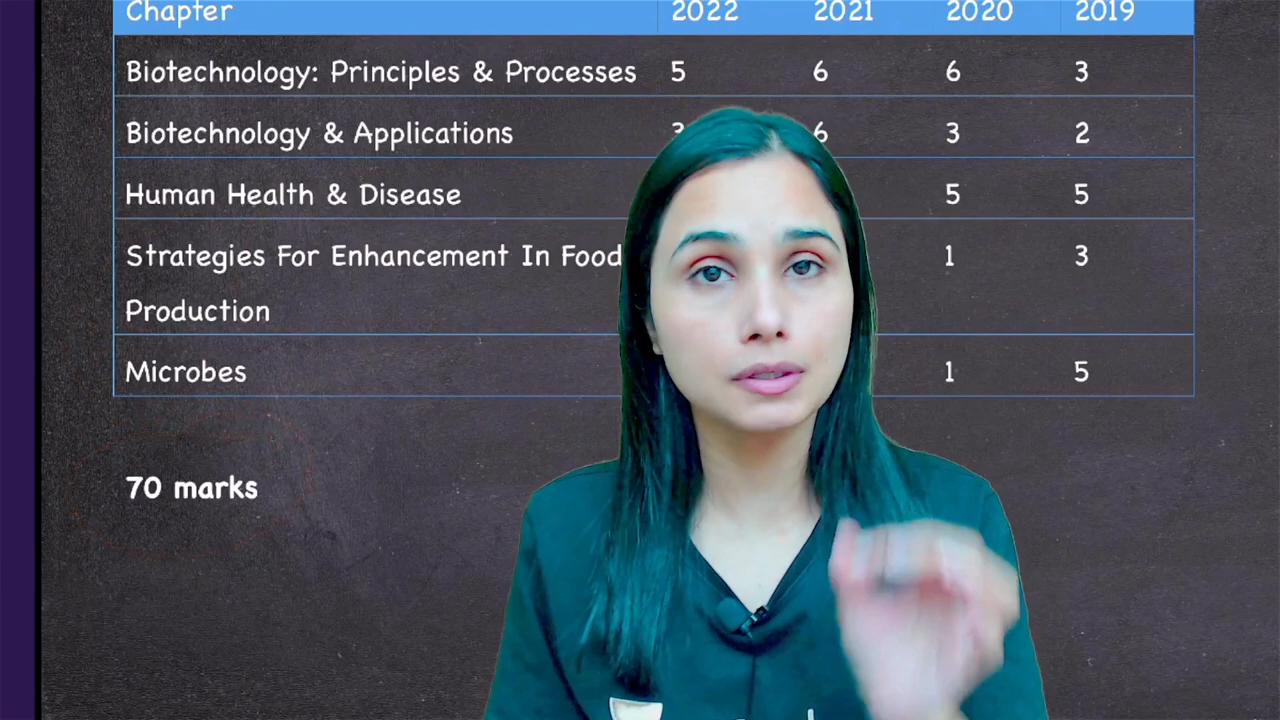 Chapter 2022 2021 2020 2019
Biotechnology: Principles & Processes 5 6 6 3
Biotechnology & Applications 3 6 3 2
Human Health & Disease 5 5
Strategies For Enhancement In Food 1 3
Production
Microbes 1 5
70 marks